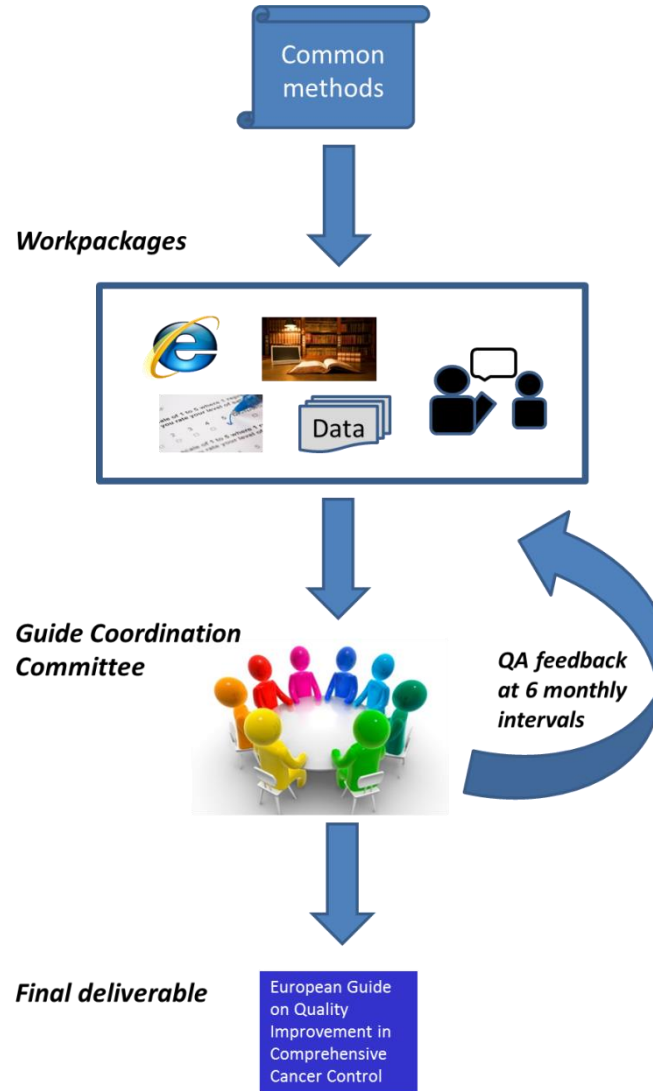 Common
methods
Workpackages
Data
Guide Coordination
Committee
QA feedback
at 6 monthly
intervals
Final deliverable
European Guide
on Quality
Improvement in
Comprehensive
Cancer Control